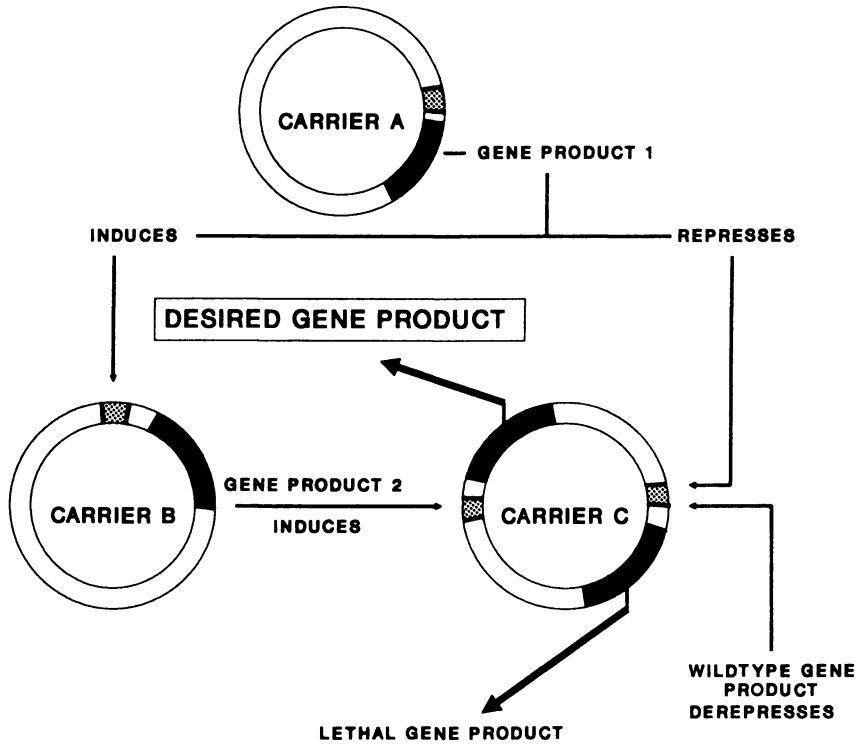 CARRIER A
GENE PRODUCT 1
INDUCES
REPRESSES
DESIRED GENE PRODUCT
CARRIER B
GENE PRODUCT 2
INDUCES
CARRIER C
WILDTYPE GENE
PRODUCT
DEREPRESSES
LETHAL GENE PRODUCT